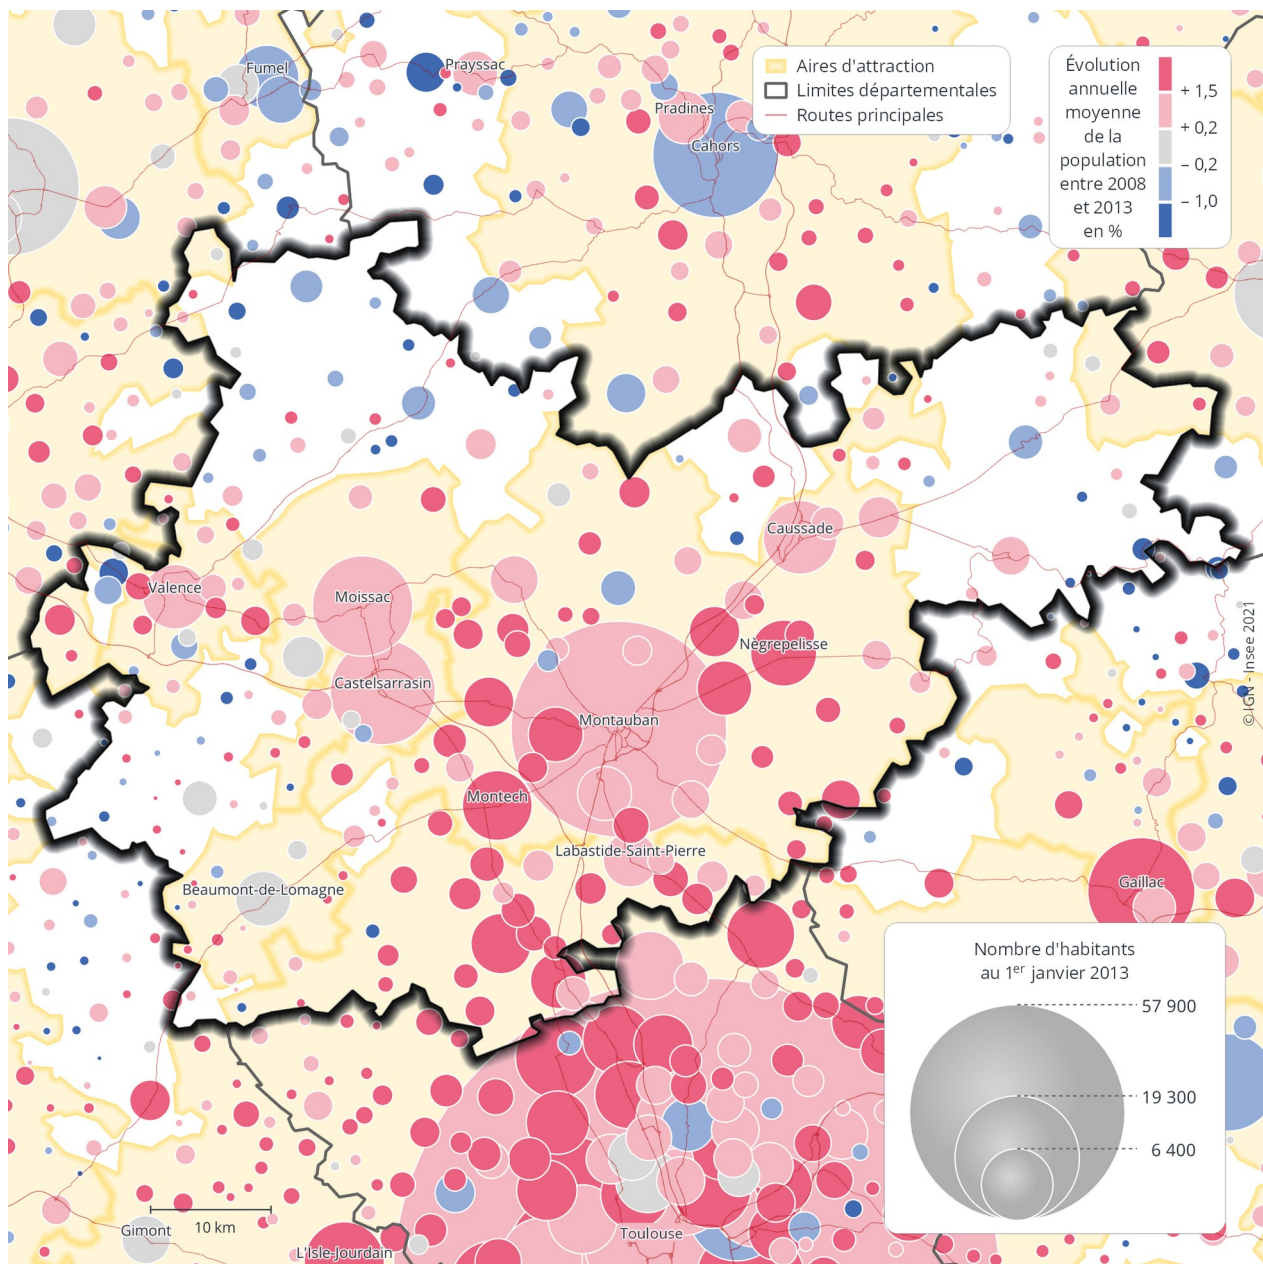 Fumel
Prayssac
Pradines
Cahors
Aires d'attraction
Limites départementales
Routes principales
Évolution
annuelle
moyenne
de la
population
entre 2008
et 2013
en %
+ 1,5
+ 0,2
– 0,2
– 1,0
Caussade
Valence
Moissac
Nègrepelisse
Castelsarrasin
Montauban
Montech
Labastide-Saint-Pierre
Beaumont-de-Lomagne
Gaillac
© IGN - Insee 2021
Nombre d'habitants
au 1er janvier 2013
57 900
19 300
6 400
10 km
Gimont
L'Isle-Jourdain
Toulouse